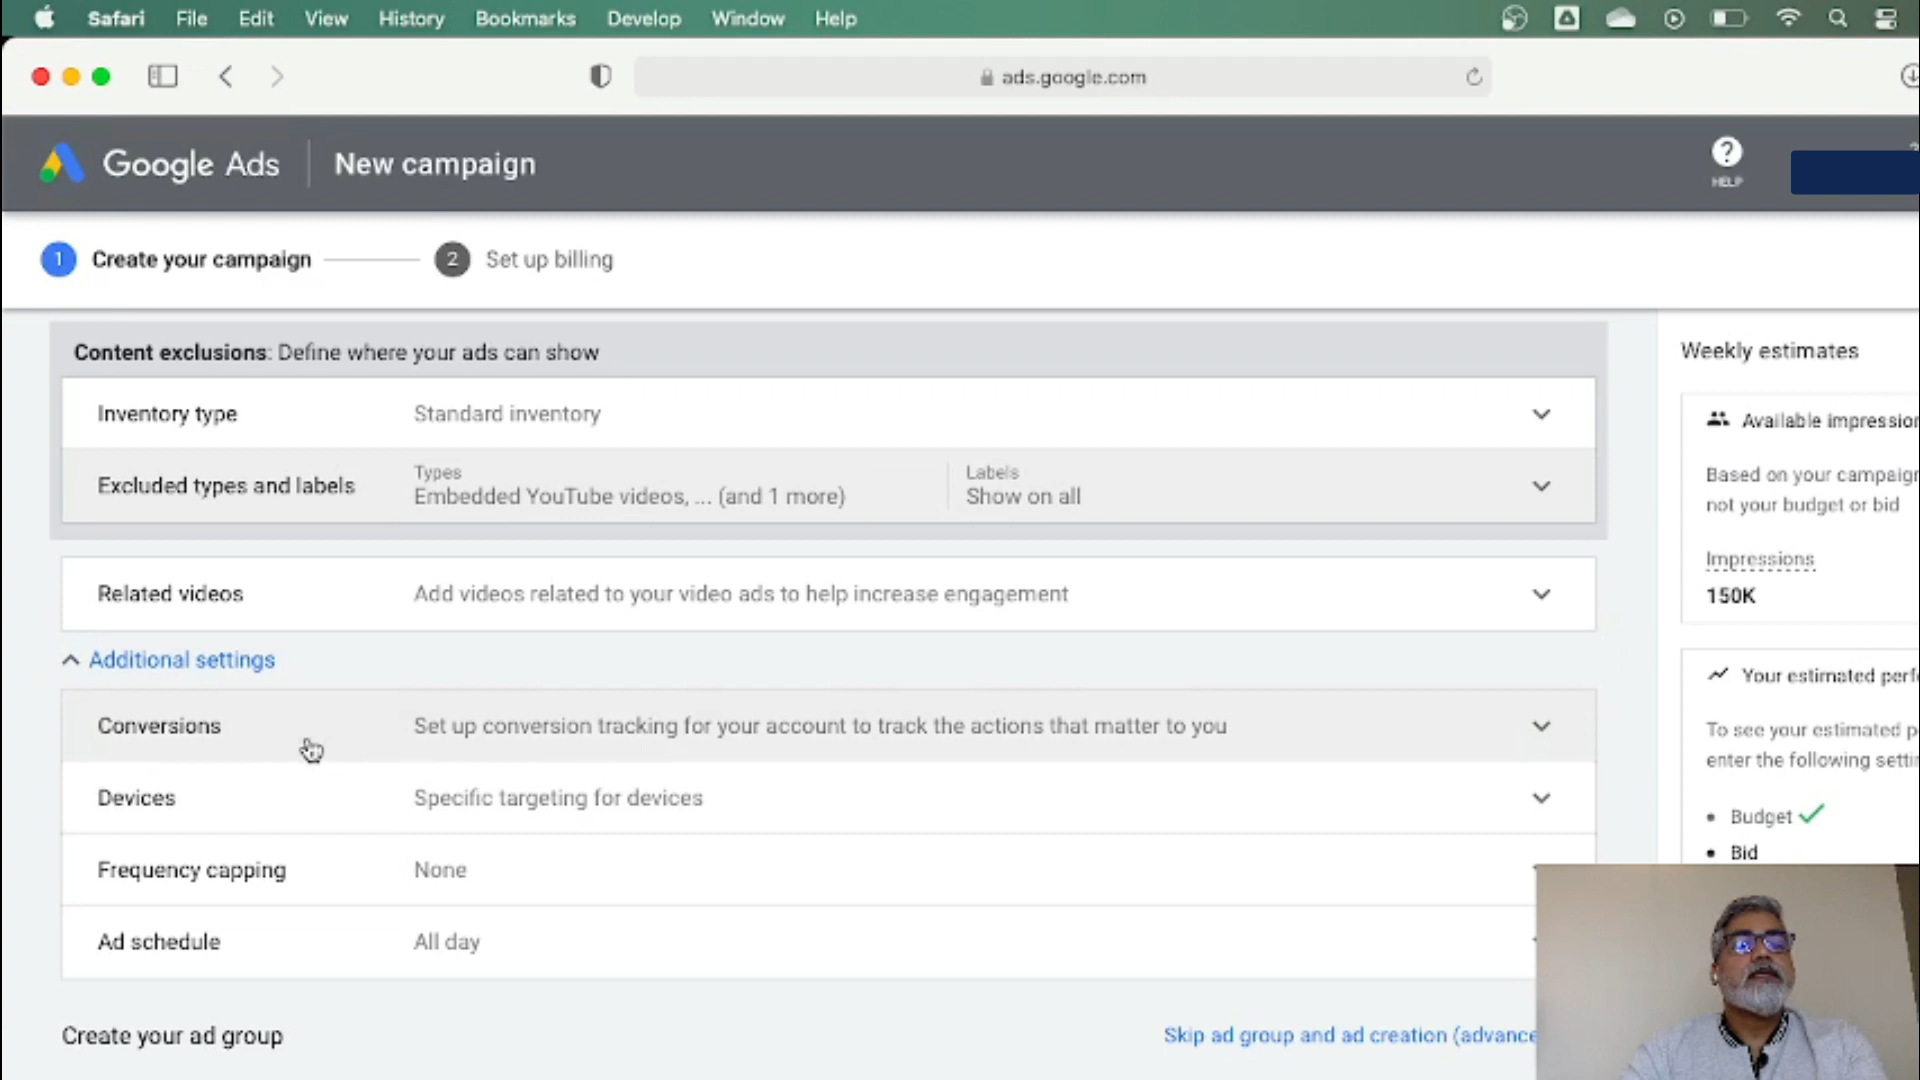 Safari File Edit View History Bookmarks Develop Window Help
ads.google.com
Google Ads New campaign
HELP
1 Create your campaign 2 Set up billing
Content exclusions: Define where your ads can show
Inventory type Standard inventory
Excluded types and labels
Types
Embedded YouTube videos, ... (and 1 more)
Labels
Show on all
Related videos Add videos related to your video ads to help increase engagement
Additional settings
Conversions Set up conversion tracking for your account to track the actions that matter to you
Devices Specific targeting for devices
Frequency capping None
Ad schedule All day
Create your ad group Skip ad group and ad creation (advance
Weekly estimates
Available impression
Based on your campaign
not your budget or bid
Impressions
150K
Your estimated perf
To see your estimated p
enter the following setti
• Budget
• Bid